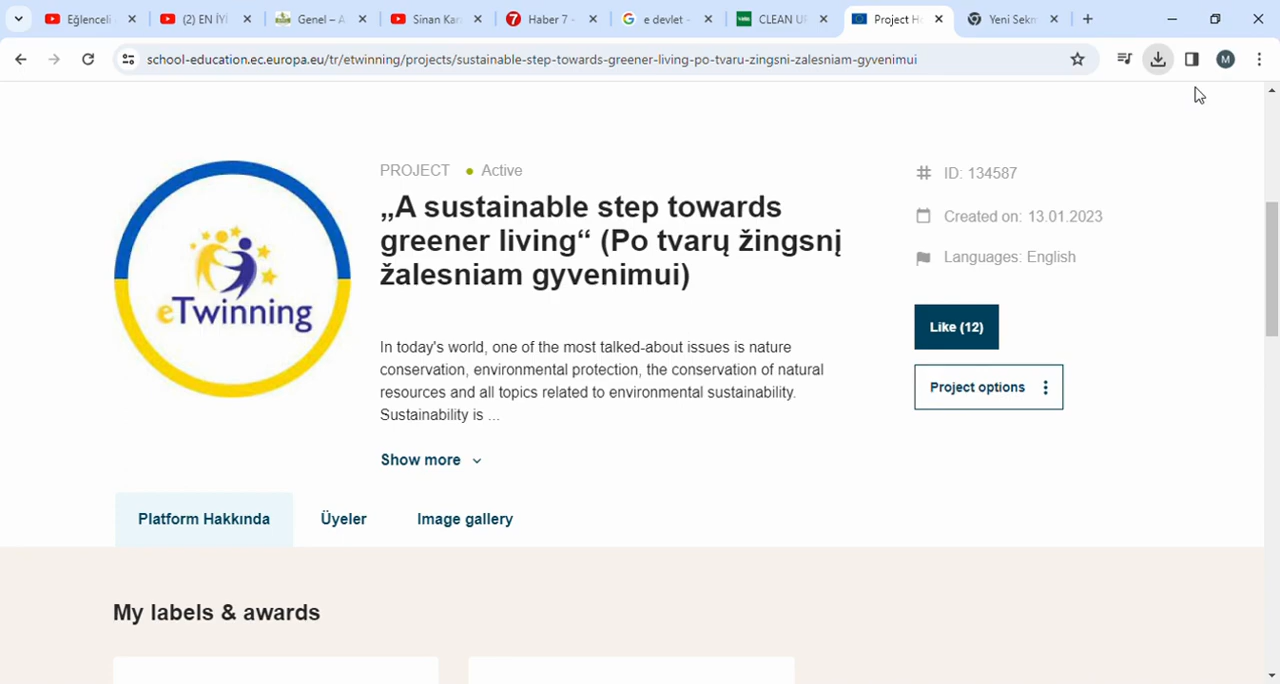 Eğlenceli
(2) EN İYİ
Genel – A
Sinan Kar
7
Haber 7 -
e devlet -
CLEAN UP
Project Ho
Yeni Sekm
school-education.ec.europa.eu/tr/etwinning/projects/sustainable-step-towards-greener-living-po-tvaru-zingsni-zalesniam-gyvenimui
M
PROJECT Active
„A sustainable step towards
greener living“ (Po tvarų žingsnį
žalesniam gyvenimui)
eTwinning
In today's world, one of the most talked-about issues is nature
conservation, environmental protection, the conservation of natural
resources and all topics related to environmental sustainability.
Sustainability is ...
Show more
ID: 134587
Created on: 13.01.2023
Languages: English
Like (12)
Project options
Platform Hakkında Üyeler Image gallery
My labels & awards